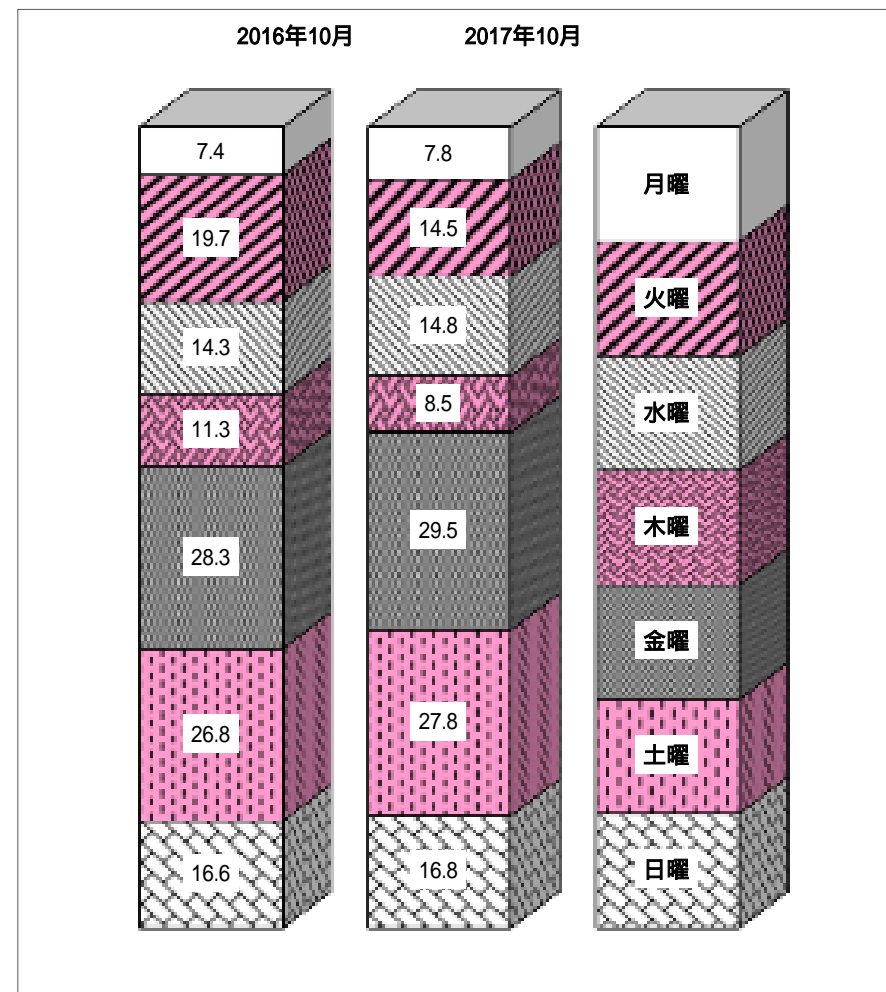 2016年10月 2017年10月
7.4 7.8 月曜
19.7 14.5 火曜
14.3 14.8 水曜
11.3 8.5 木曜
28.3 29.5 金曜
26.8 27.8 土曜
16.6 16.8 日曜